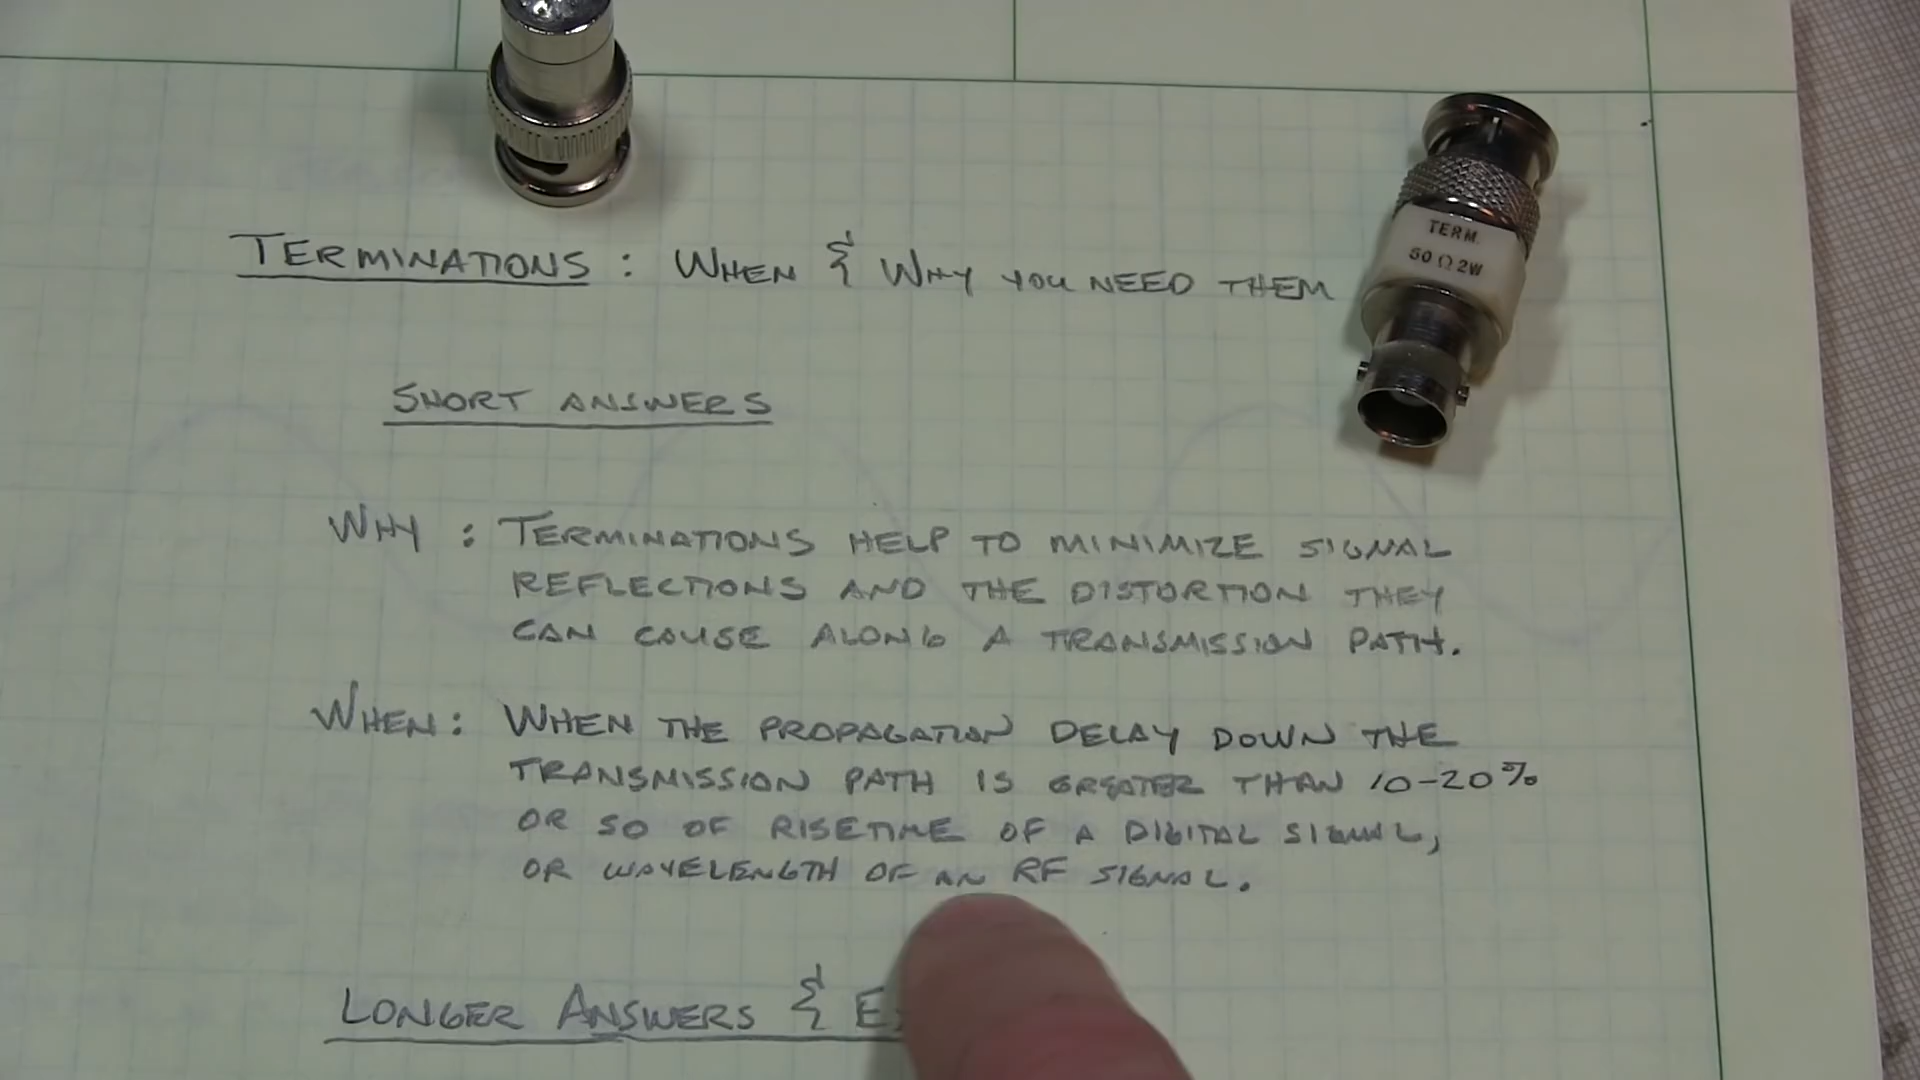 TERMINATIONS : WHEN & WHY YOU NEED THEM
TERM.
50 Ω 2W
SHORT ANSWERS
WHY : TERMINATIONS HELP TO MINIMIZE SIGNAL
REFLECTIONS AND THE DISTORTION THEY
CAN CAUSE ALONG A TRANSMISSION PATH.
WHEN : WHEN THE PROPAGATION DELAY DOWN THE
TRANSMISSION PATH IS GREATER THAN 10-20%
OR SO OF RISETIME OF A DIGITAL SIGNAL,
OR WAVELENGTH OF AN RF SIGNAL.
LONGER ANSWERS &